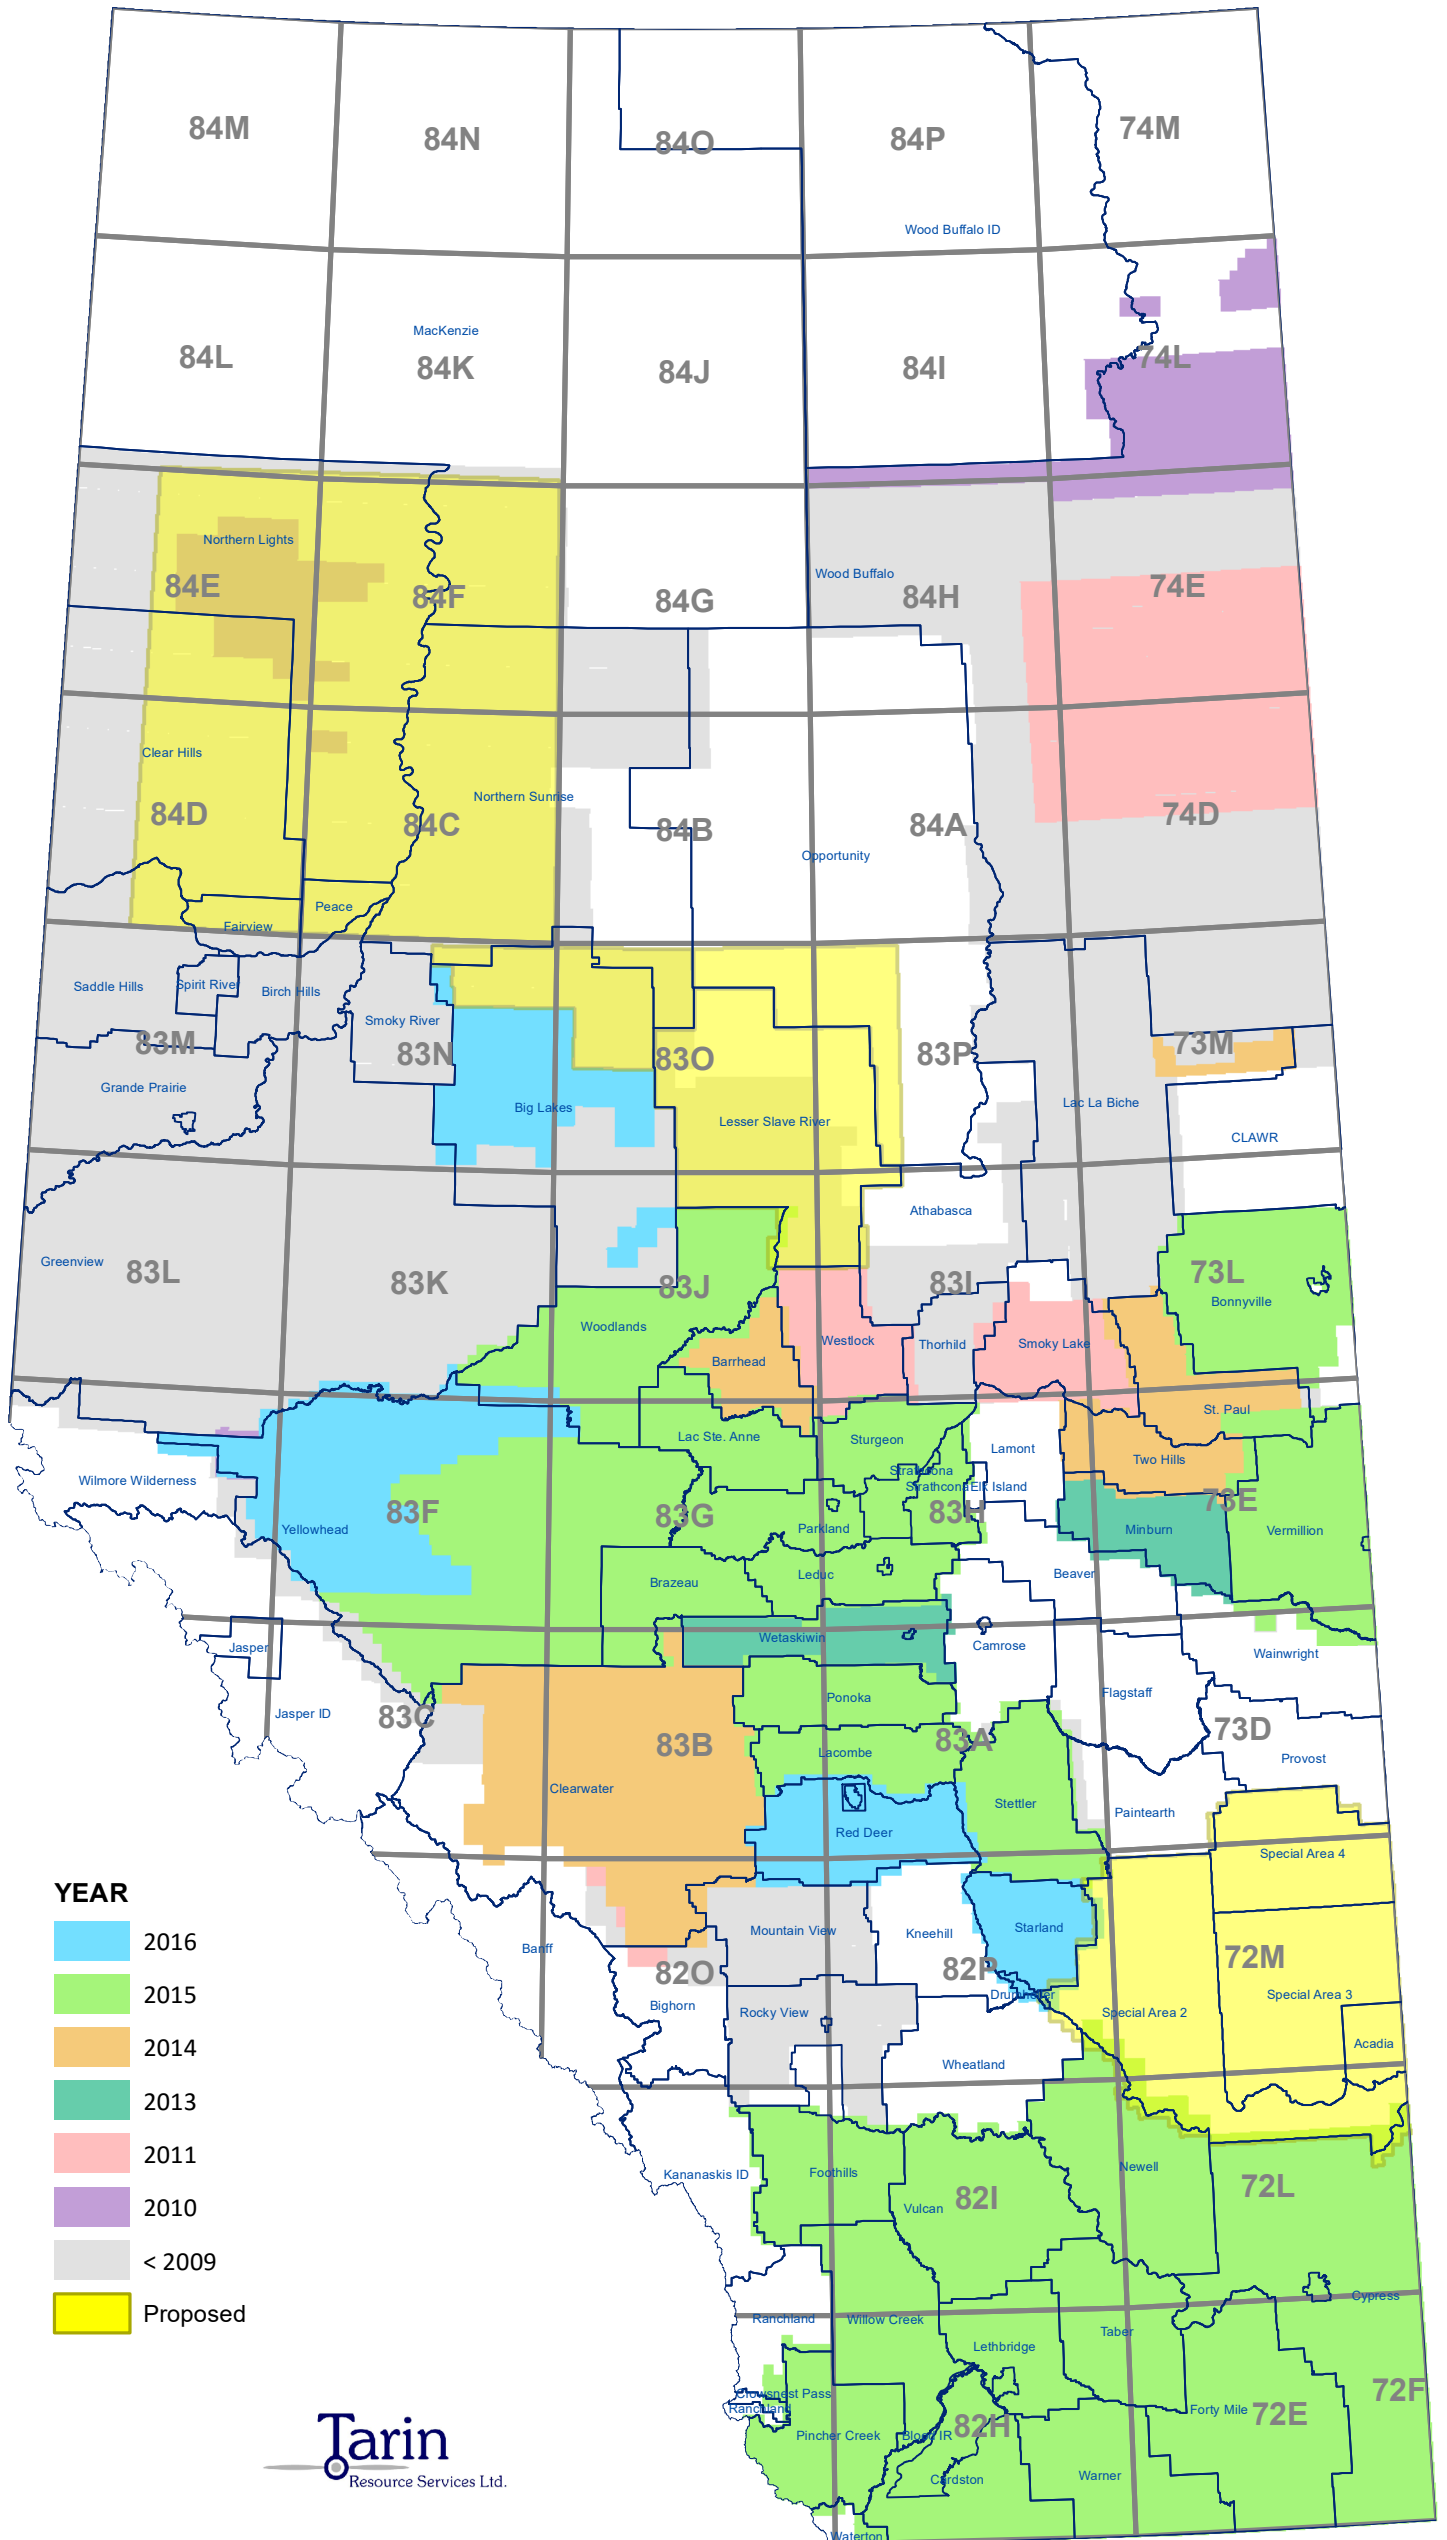 84M
84N
84O
84P
74M
Wood Buffalo ID
MacKenzie
84L
84K
84J
84I
74L
Northern Lights
84E
84F
84G
Wood Buffalo
84H
74E
Clear Hills
84D
84C
Northern Sunrise
84B
84A
Opportunity
74D
Peace
Fairview
Saddle Hills
Spirit River
Birch Hills
Smoky River
83M
83N
83O
83P
73M
Grande Prairie
Big Lakes
Lesser Slave River
Lac La Biche
CLAWR
Athabasca
Greenview
83L
83K
83J
83I
73L
Bonnyville
Woodlands
Barrhead
Westlock
Thorhild
Smoky Lake
St. Paul
Lac Ste. Anne
Sturgeon
Lamont
Two Hills
Wilmore Wilderness
Strathcona
Strathcona
Elk Island
83F
83G
83H
73E
Yellowhead
Parkland
Minburn
Vermillion
Brazeau
Leduc
Beaver
Jasper
Wetaskiwin
Camrose
Wainwright
Jasper ID
83C
Ponoka
Flagstaff
83B
83A
73D
Lacombe
Provost
Clearwater
Stettler
Paintearth
Red Deer
Special Area 4
Banff
Mountain View
Kneehill
Starland
82O
82P
72M
Bighorn
Rocky View
Drumheller
Special Area 2
Special Area 3
Acadia
Wheatland
Kananaskis ID
Foothills
Vulcan
82I
Newell
72L
Cypress
Ranchland
Willow Creek
Taber
Lethbridge
Crowsnest Pass
Ranchland
Pincher Creek
Blood IR
82H
Forty Mile
72E
72F
Cardston
Warner
Waterton
YEAR
2016
2015
2014
2013
2011
2010
< 2009
Proposed
Tarin
Resource Services Ltd.